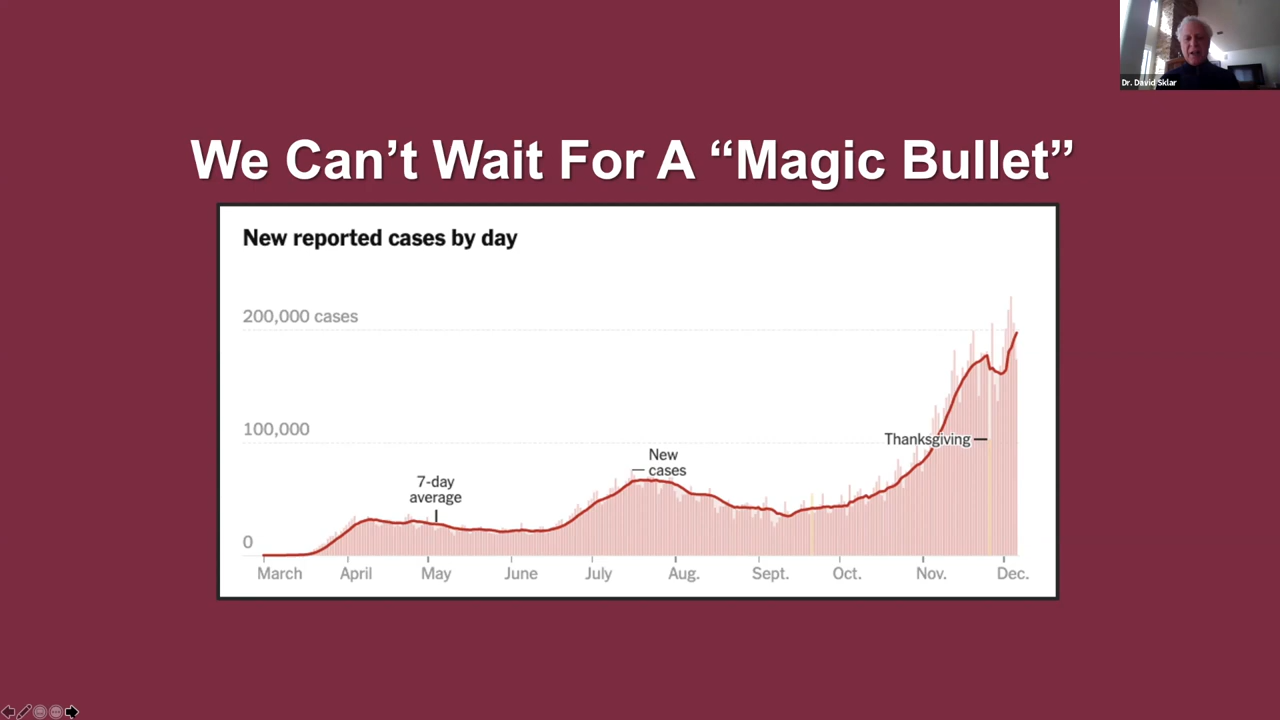 Dr. David Sklar
We Can’t Wait For A “Magic Bullet”
New reported cases by day
200,000 cases
100,000
Thanksgiving
New
cases
7-day
average
0
March April May June July Aug. Sept. Oct. Nov. Dec.